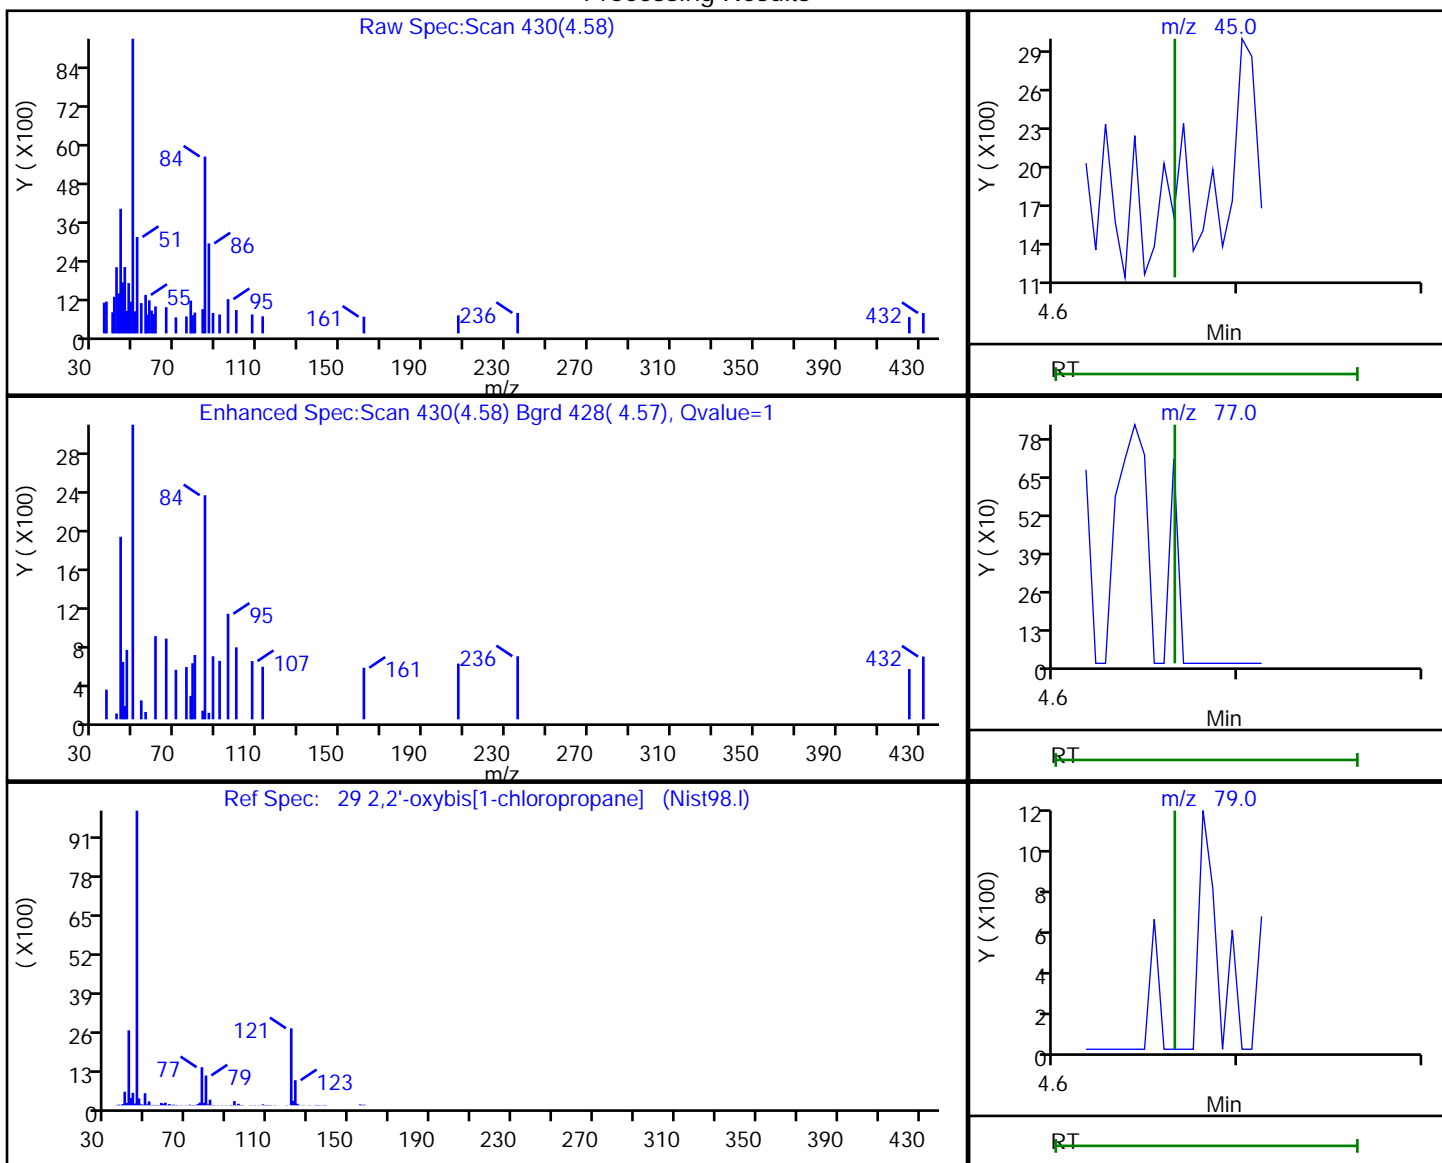 Processing Results
Raw Spec:Scan 430(4.58)
Y ( X100)
84
72
60
48
36
24
12
0
84
51
86
55
95
161
236
432
30 70 110 150 190 230 270 310 350 390 430
m/z
m/z 45.0
Y ( X100)
29
26
23
20
17
14
11
4.6
Min
RT
Enhanced Spec:Scan 430(4.58) Bgrd 428( 4.57), Qvalue=1
Y ( X100)
28
24
20
16
12
8
4
0
84
95
107
161
236
432
30 70 110 150 190 230 270 310 350 390 430
m/z
m/z 77.0
Y ( X10)
78
65
52
39
26
13
0
4.6
Min
RT
Ref Spec: 29 2,2'-oxybis[1-chloropropane] (Nist98.l)
( X100)
91
78
65
52
39
26
13
0
121
77
79
123
30 70 110 150 190 230 270 310 350 390 430
m/z 79.0
Y ( X100)
12
10
8
6
4
2
0
4.6
Min
RT